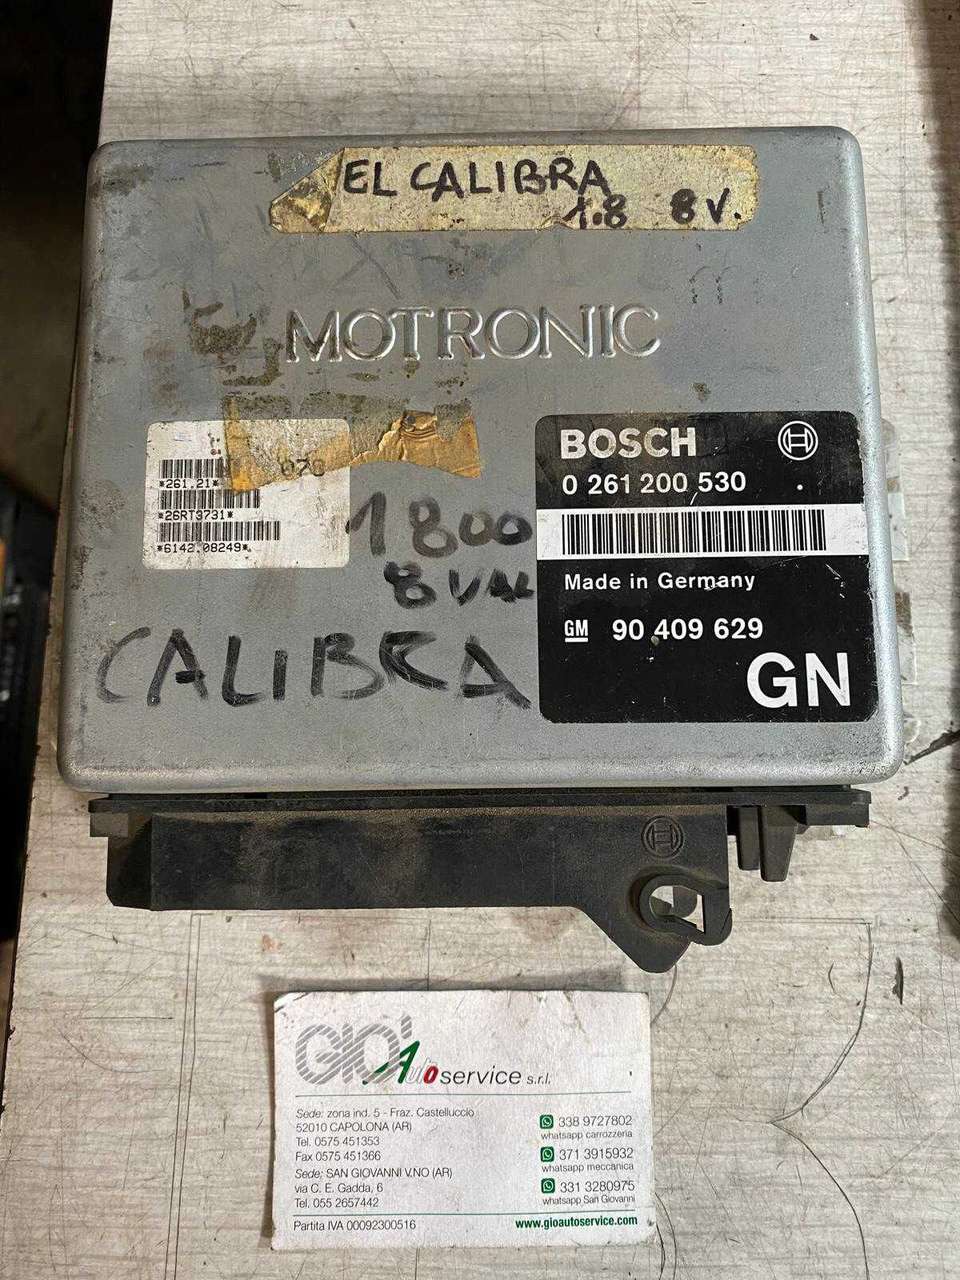 EL CALIBRA
1.8 8V.
MOTRONIC
078
*261.21*
*26RT3731*
*6142.08249*
1800
8 VAL
CALIBRA
BOSCH
0 261 200 530
Made in Germany
GM 90 409 629
GN
GIO' Autoservice s.r.l.
Sede: zona ind. 5 - Fraz. Castelluccio
52010 CAPOLONA (AR)
Tel. 0575 451353
Fax 0575 451366
Sede: SAN GIOVANNI V.NO (AR)
via C. E. Gadda, 6
Tel. 055 2657442
Partita IVA 00092300516
338 9727802
whatsapp carrozzeria
371 3915932
whatsapp meccanica
331 3280975
whatsapp San Giovanni
www.gioautoservice.com